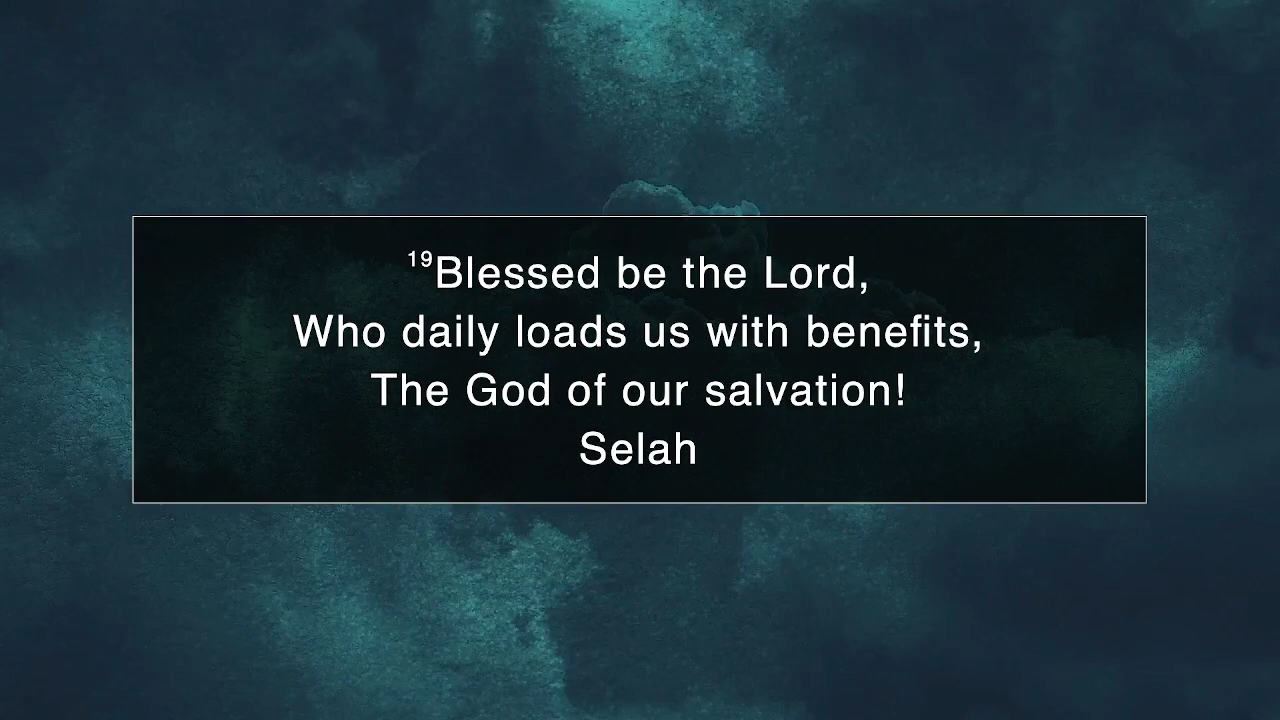 19Blessed be the Lord,
Who daily loads us with benefits,
The God of our salvation!
Selah